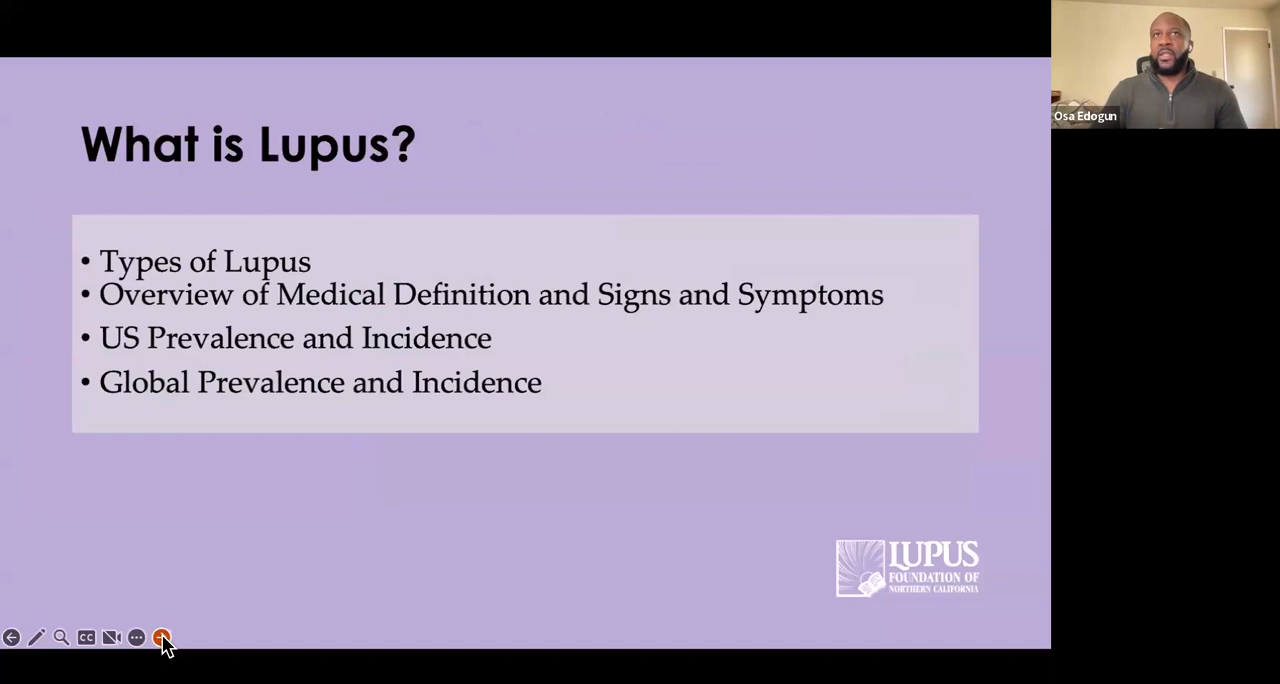 What is Lupus?
• Types of Lupus
• Overview of Medical Definition and Signs and Symptoms
• US Prevalence and Incidence
• Global Prevalence and Incidence
LUPUS
FOUNDATION OF
NORTHERN CALIFORNIA
CC
Osa Edogun